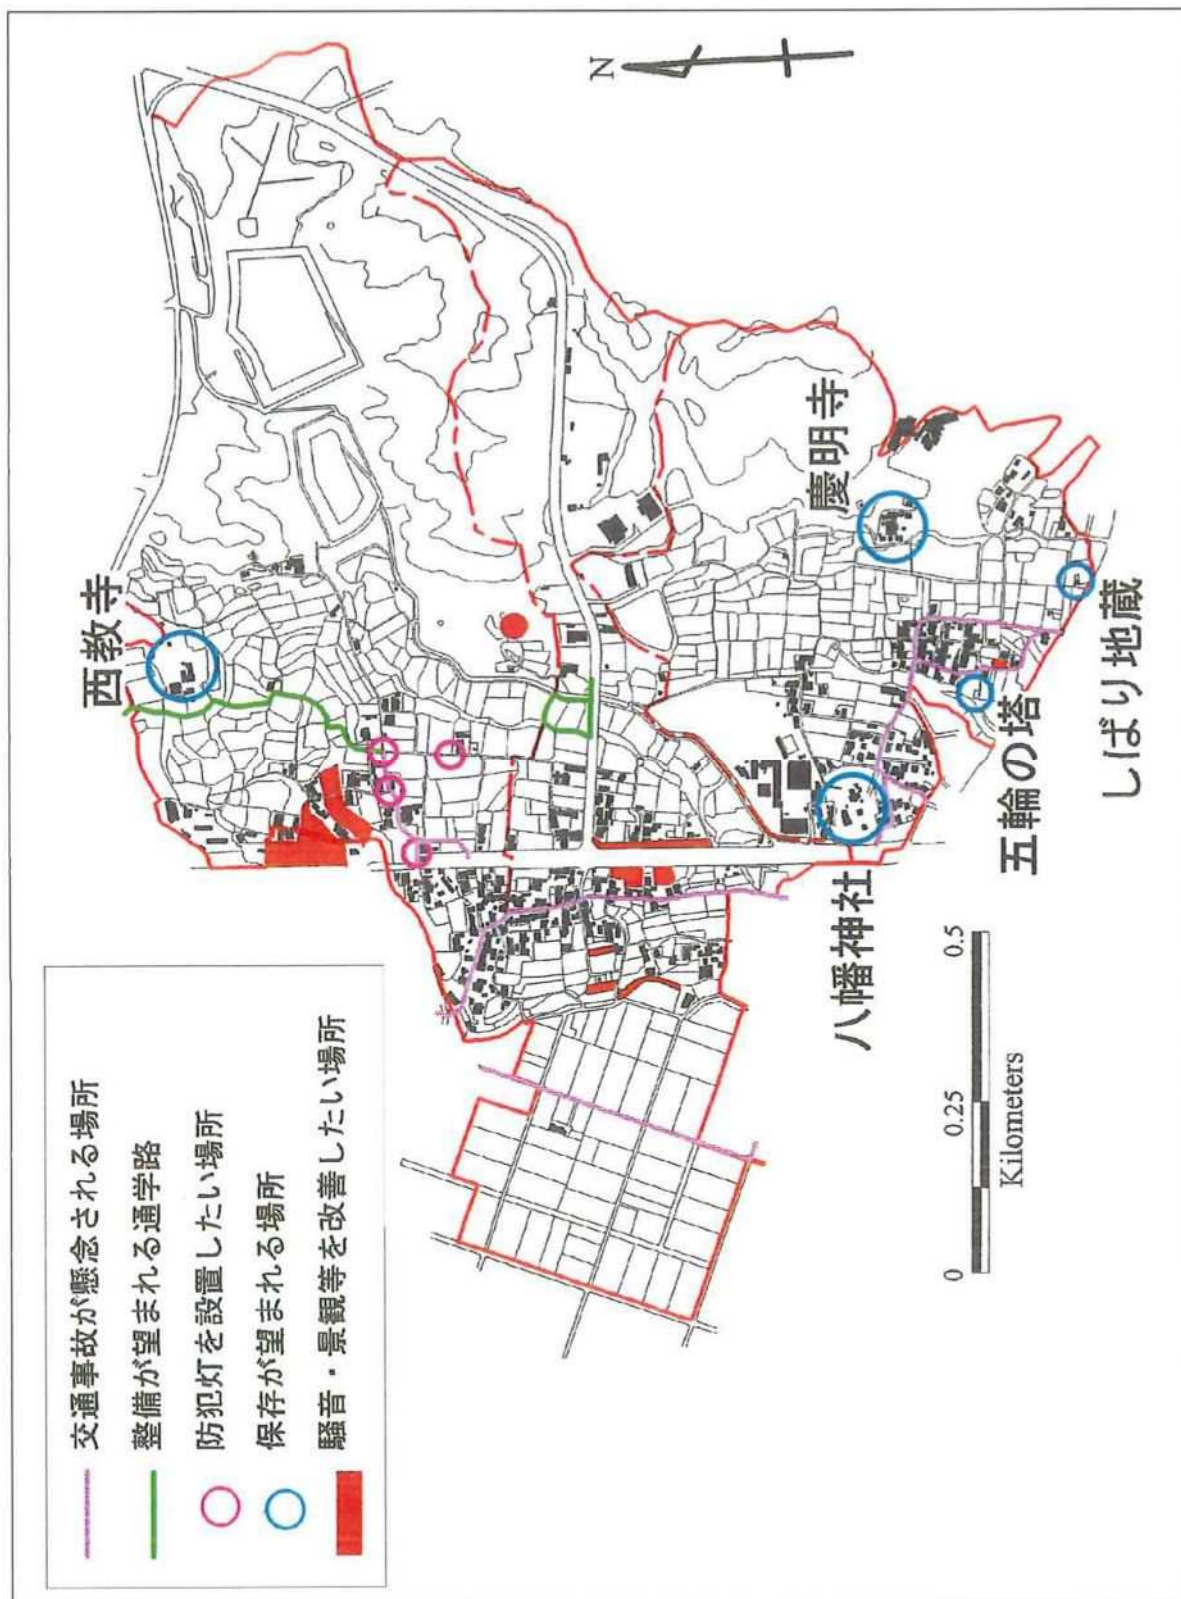 交通事故が懸念される場所
整備が望まれる通学路
防犯灯を設置したい場所
保存が望まれる場所
騒音・景観等を改善したい場所
西教寺
N
慶明寺
八幡神社
五輪の塔
しばり地蔵
0 0.25 0.5
Kilometers